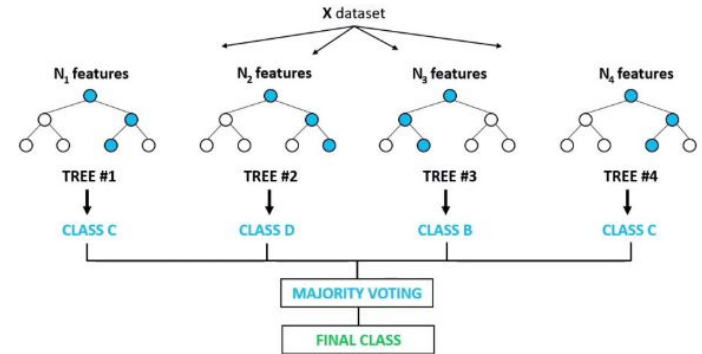 X dataset
N₁ features
N₂ features
N₃ features
N₄ features
TREE #1
TREE #2
TREE #3
TREE #4
CLASS C
CLASS D
CLASS B
CLASS C
MAJORITY VOTING
FINAL CLASS